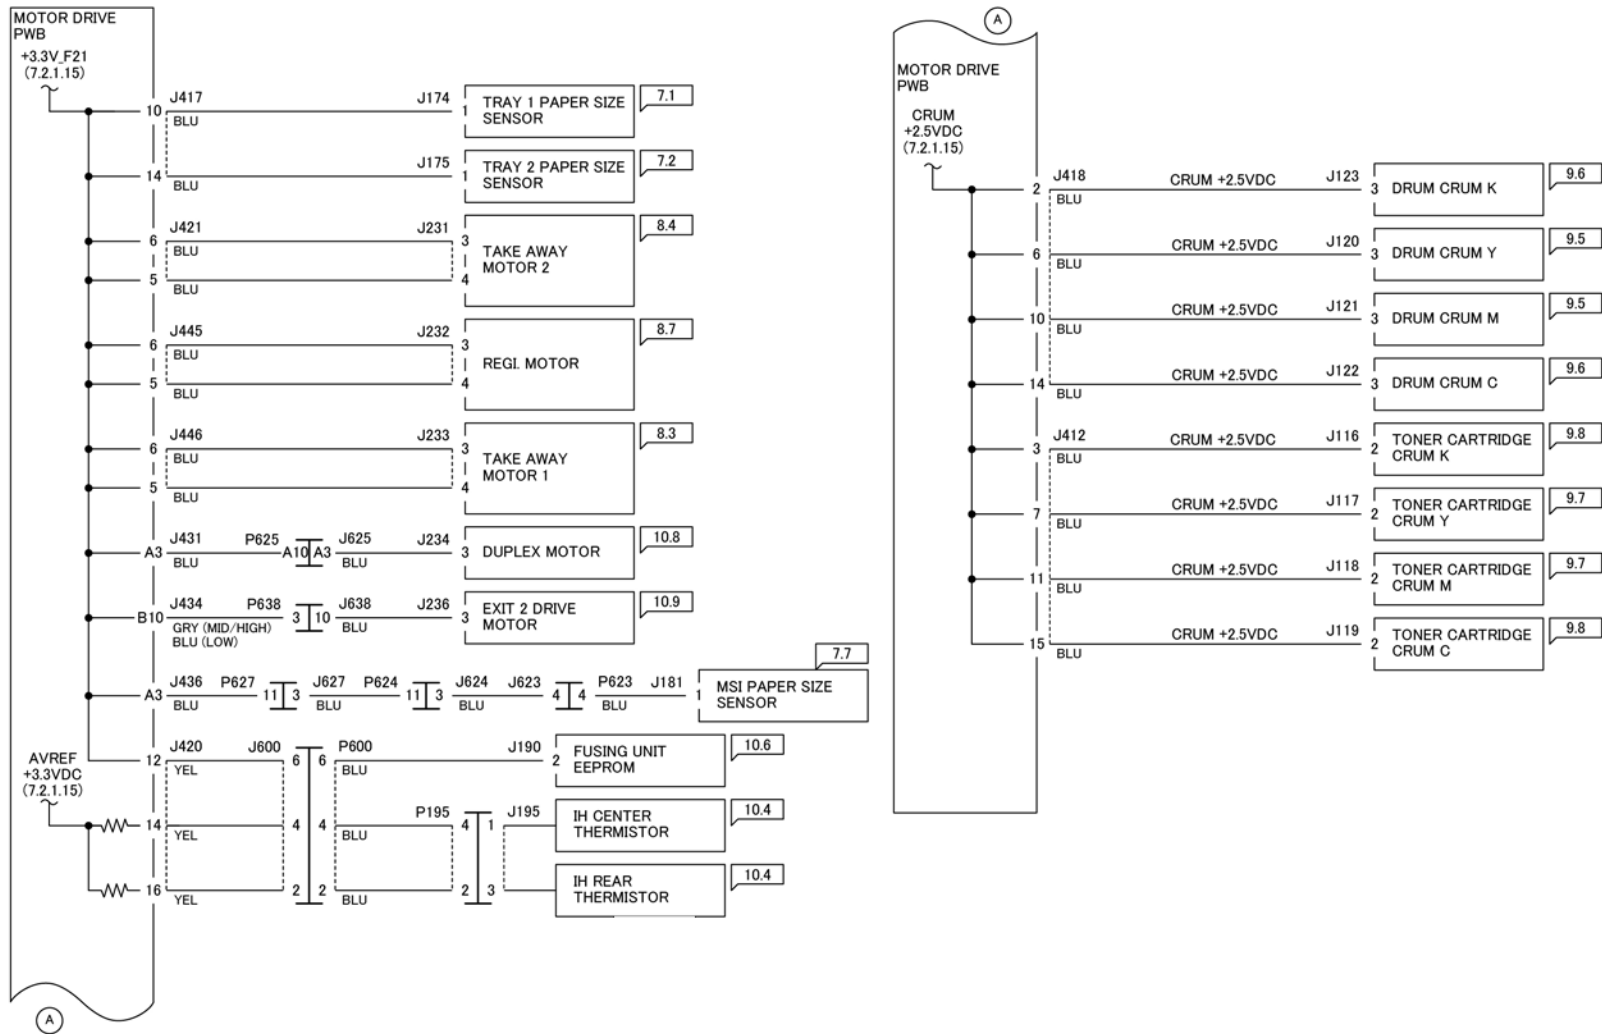 MOTOR DRIVE
PWB
+3.3V_F21
(7.2.1.15)
10 J417 BLU J174 1 TRAY 1 PAPER SIZE
SENSOR
7.1
14 BLU J175 1 TRAY 2 PAPER SIZE
SENSOR
7.2
6 J421 BLU J231 3
5 BLU 4
TAKE AWAY
MOTOR 2
8.4
6 J445 BLU J232 3
5 BLU 4
REGI. MOTOR
8.7
6 J446 BLU J233 3
5 BLU 4
TAKE AWAY
MOTOR 1
8.3
A3 J431 BLU P625 A10 A3 J625 BLU J234 3 DUPLEX MOTOR
10.8
B10 J434 P638 3 10 J638 BLU J236 3 EXIT 2 DRIVE
MOTOR
GRY (MID/HIGH)
BLU (LOW)
10.9
A3 J436 BLU P627 11 3 J627 BLU P624 11 3 J624 BLU J623 4 4 P623 BLU J181 1 MSI PAPER SIZE
SENSOR
7.7
12 J420 YEL J600 6 6 P600 BLU J190 2 FUSING UNIT
EEPROM
10.6
AVREF
+3.3VDC
(7.2.1.15)
14 YEL 4 4 BLU P195 4 1 J195 IH CENTER
THERMISTOR
10.4
16 YEL 2 2 BLU 2 3 IH REAR
THERMISTOR
10.4
A
A
MOTOR DRIVE
PWB
CRUM
+2.5VDC
(7.2.1.15)
2 J418 BLU CRUM +2.5VDC J123 3 DRUM CRUM K
9.6
6 BLU CRUM +2.5VDC J120 3 DRUM CRUM Y
9.5
10 BLU CRUM +2.5VDC J121 3 DRUM CRUM M
9.5
14 BLU CRUM +2.5VDC J122 3 DRUM CRUM C
9.6
3 J412 BLU CRUM +2.5VDC J116 2 TONER CARTRIDGE
CRUM K
9.8
7 BLU CRUM +2.5VDC J117 2 TONER CARTRIDGE
CRUM Y
9.7
11 BLU CRUM +2.5VDC J118 2 TONER CARTRIDGE
CRUM M
9.7
15 BLU CRUM +2.5VDC J119 2 TONER CARTRIDGE
CRUM C
9.8